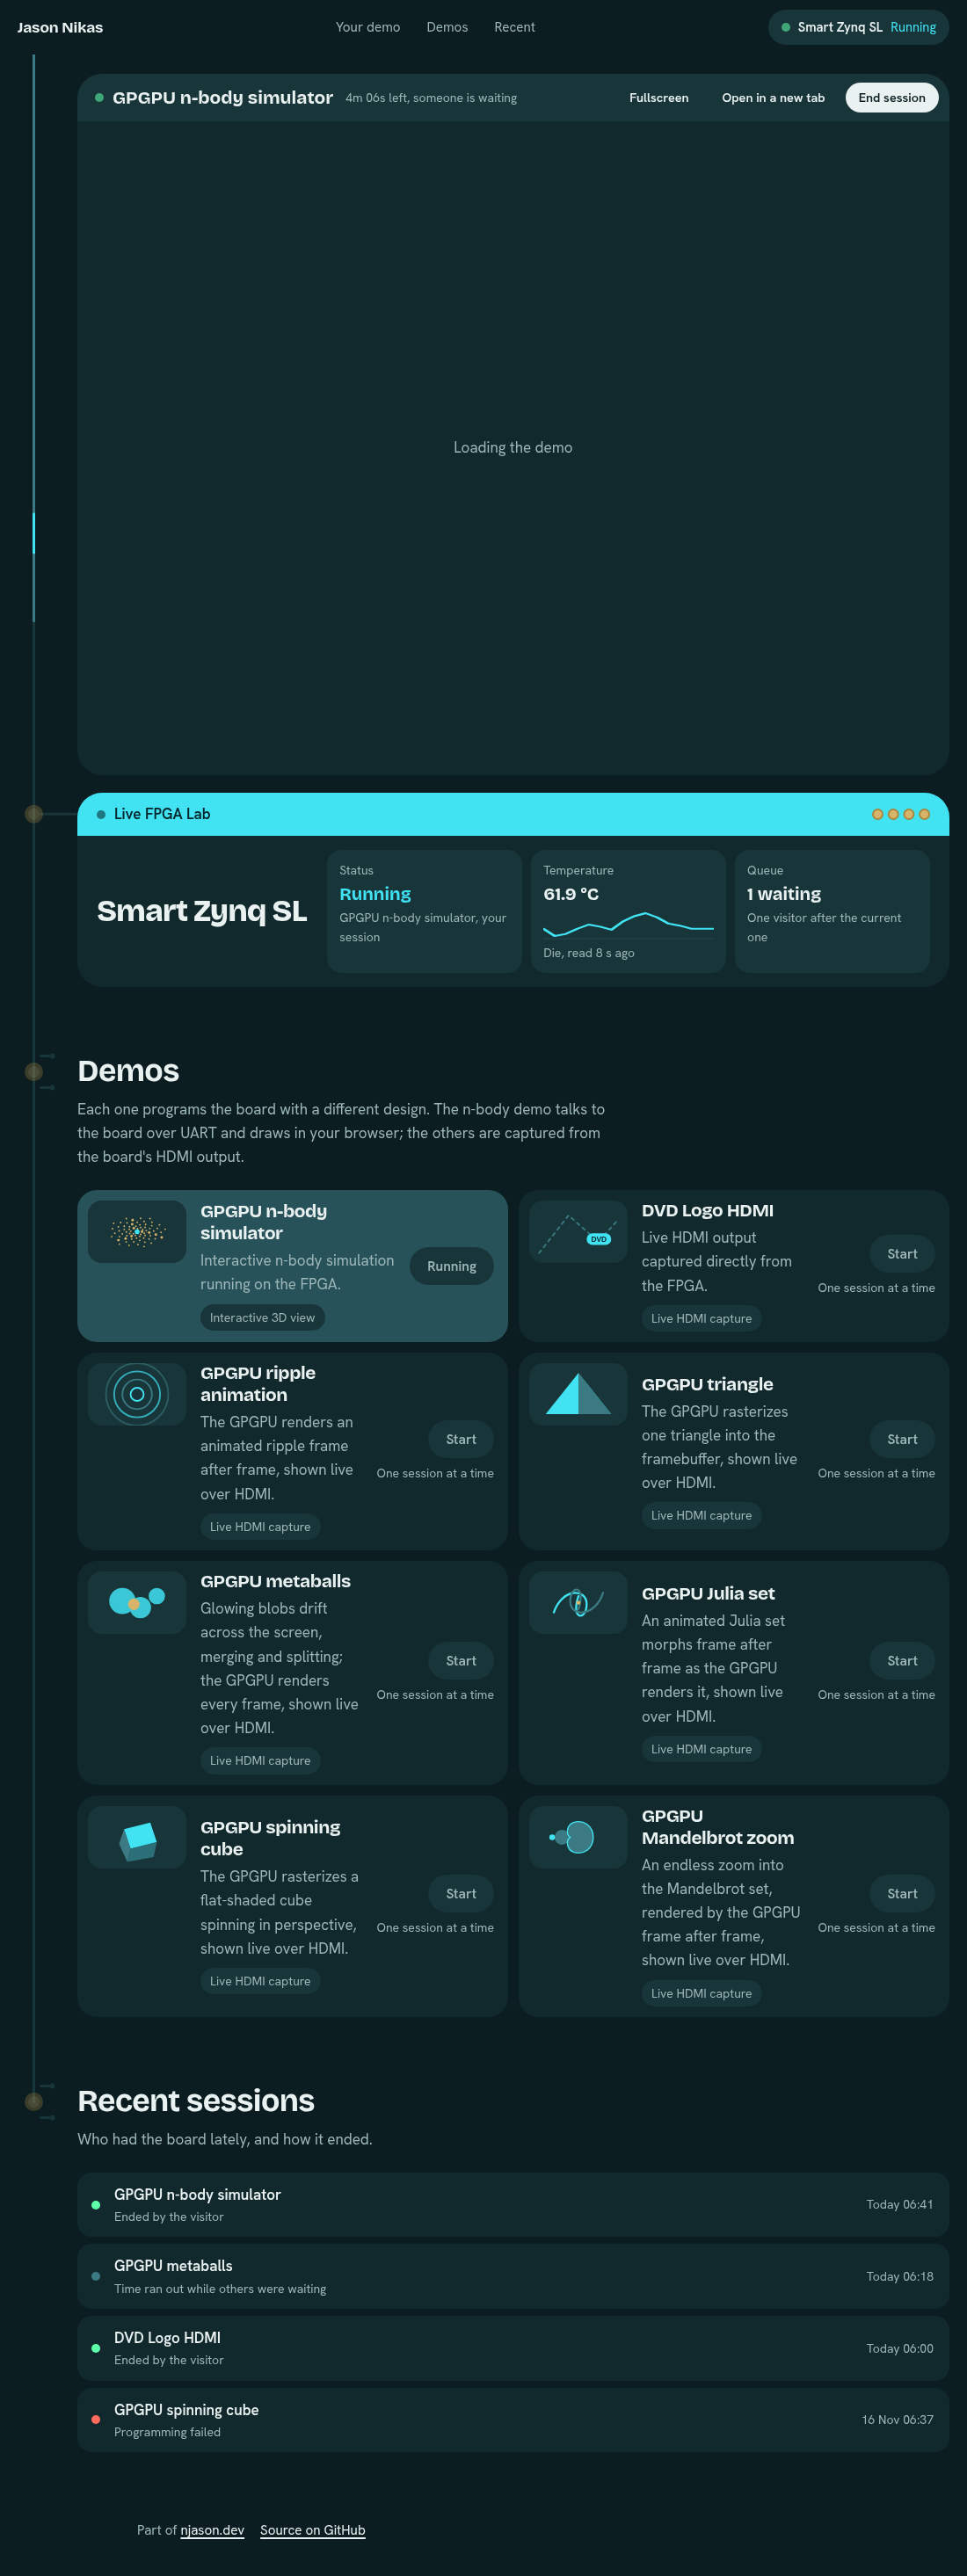 Jason Nikas
Your demo
Demos
Recent
Smart Zynq SL Running
GPGPU n-body simulator
4m 06s left, someone is waiting
Fullscreen
Open in a new tab
End session
Loading the demo
Live FPGA Lab
Smart Zynq SL
Status
Running
GPGPU n-body simulator, your
session
Temperature
61.9 °C
Die, read 8 s ago
Queue
1 waiting
One visitor after the current
one
Demos
Each one programs the board with a different design. The n-body demo talks to
the board over UART and draws in your browser; the others are captured from
the board's HDMI output.
GPGPU n-body
simulator
Interactive n-body simulation
running on the FPGA.
Interactive 3D view
Running
DVD
DVD Logo HDMI
Live HDMI output
captured directly from
the FPGA.
Live HDMI capture
Start
One session at a time
GPGPU ripple
animation
The GPGPU renders an
animated ripple frame
after frame, shown live
over HDMI.
Live HDMI capture
Start
One session at a time
GPGPU triangle
The GPGPU rasterizes
one triangle into the
framebuffer, shown live
over HDMI.
Live HDMI capture
Start
One session at a time
GPGPU metaballs
Glowing blobs drift
across the screen,
merging and splitting;
the GPGPU renders
every frame, shown live
over HDMI.
Live HDMI capture
Start
One session at a time
GPGPU Julia set
An animated Julia set
morphs frame after
frame as the GPGPU
renders it, shown live
over HDMI.
Live HDMI capture
Start
One session at a time
GPGPU spinning
cube
The GPGPU rasterizes a
flat-shaded cube
spinning in perspective,
shown live over HDMI.
Live HDMI capture
Start
One session at a time
GPGPU
Mandelbrot zoom
An endless zoom into
the Mandelbrot set,
rendered by the GPGPU
frame after frame,
shown live over HDMI.
Live HDMI capture
Start
One session at a time
Recent sessions
Who had the board lately, and how it ended.
GPGPU n-body simulator
Ended by the visitor
Today 06:41
GPGPU metaballs
Time ran out while others were waiting
Today 06:18
DVD Logo HDMI
Ended by the visitor
Today 06:00
GPGPU spinning cube
Programming failed
16 Nov 06:37
Part of njason.dev
Source on GitHub